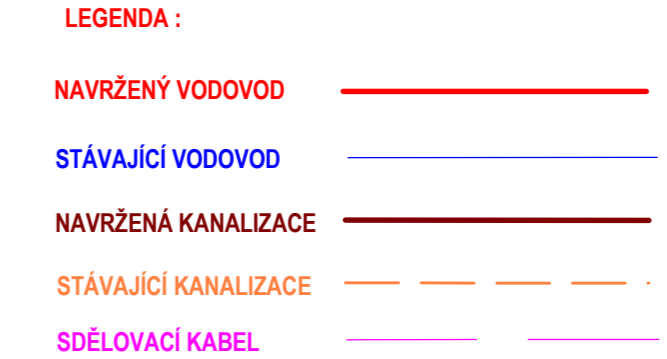 LEGENDA :
NAVRŽENÝ VODOVOD
STÁVAJÍCÍ VODOVOD
NAVRŽENÁ KANALIZACE
STÁVAJÍCÍ KANALIZACE
SDĚLOVACÍ KABEL